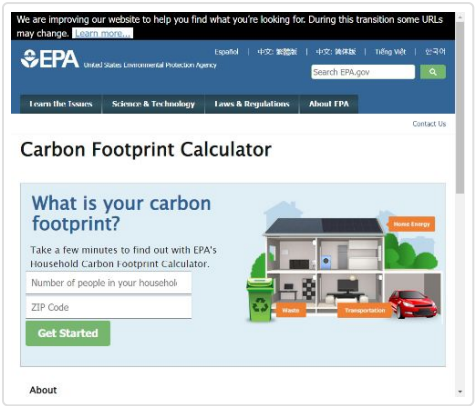 We are improving our website to help you find what you're looking for. During this transition some URLs
may change. Learn more...
Español | 中文: 繁體版 | 中文: 简体版 | Tiếng Việt | 한국어
EPA United States Environmental Protection Agency
Search EPA.gov
Learn the Issues Science & Technology Laws & Regulations About EPA
Contact Us
Carbon Footprint Calculator
What is your carbon
footprint?
Take a few minutes to find out with EPA's
Household Carbon Footprint Calculator.
Number of people in your househol
ZIP Code
Get Started
Home Energy
Waste
Transportation
About